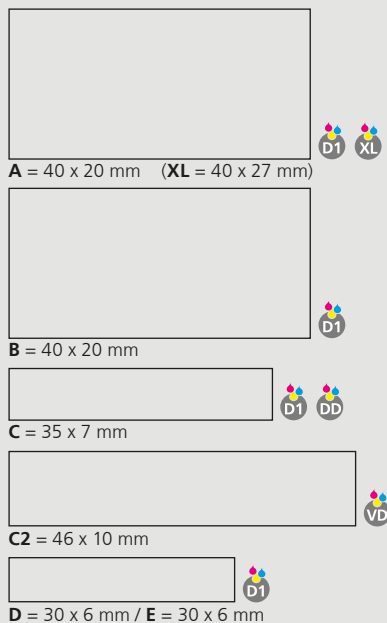 D1 XL
A = 40 x 20 mm (XL = 40 x 27 mm)
D1
B = 40 x 20 mm
D1 DD
C = 35 x 7 mm
VD
C2 = 46 x 10 mm
D1
D = 30 x 6 mm / E = 30 x 6 mm